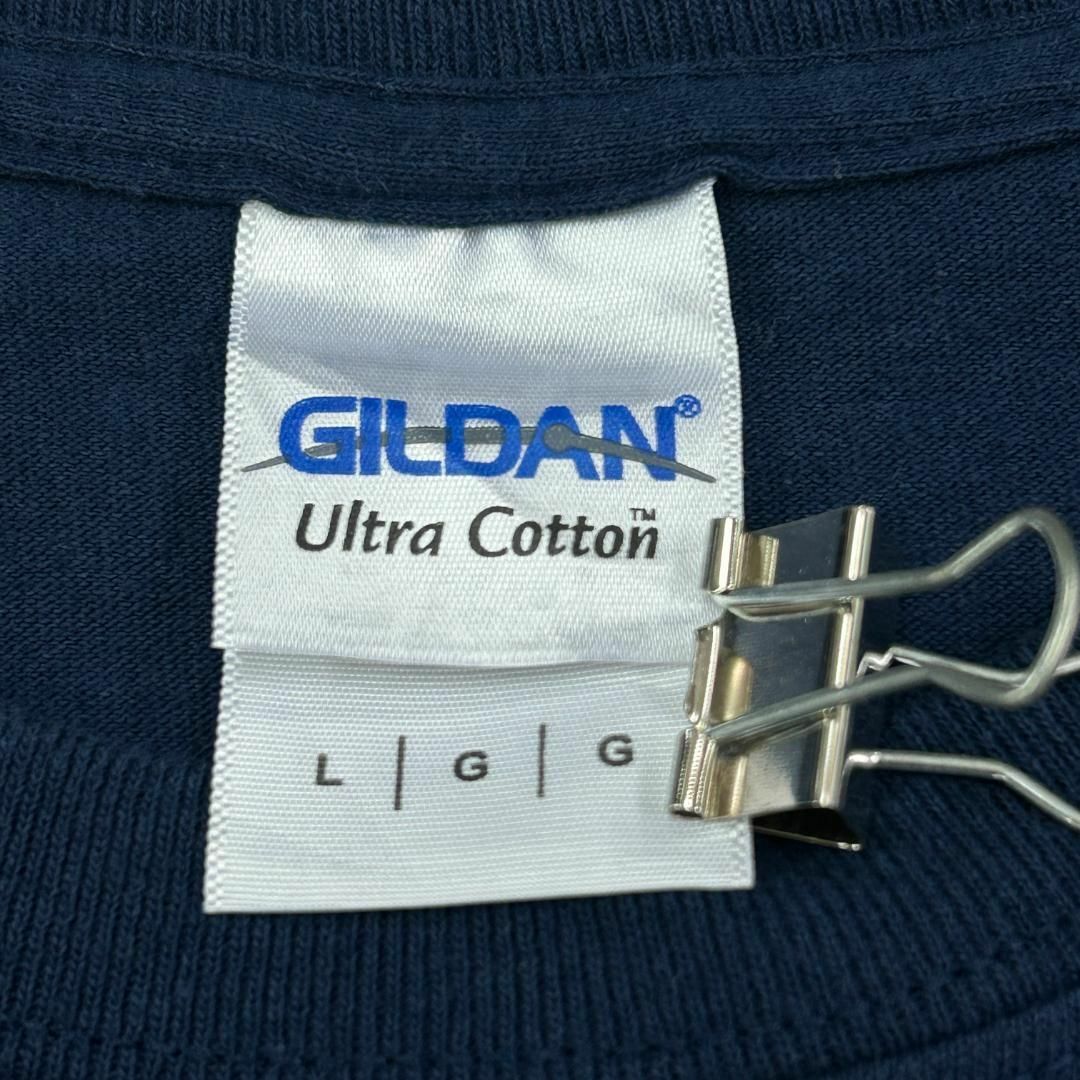 GILDAN®
Ultra Cotton™
L | G | G